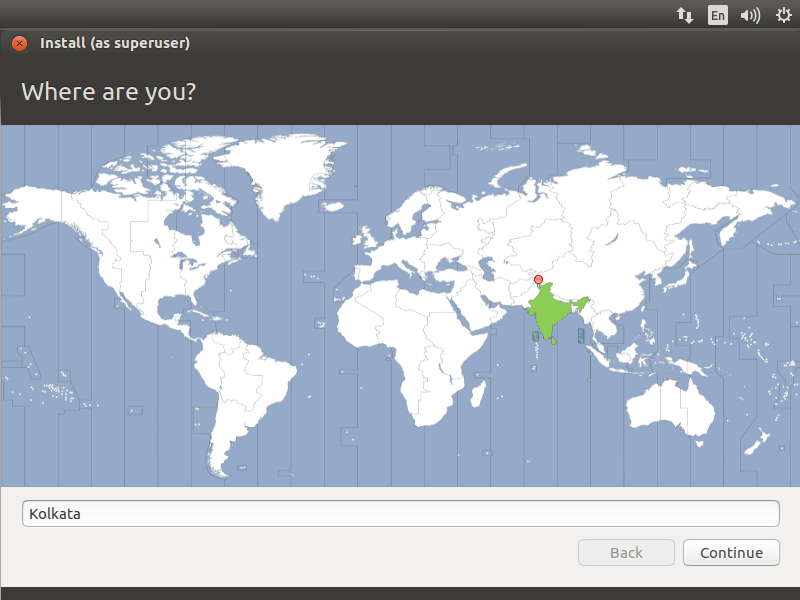 En
Install (as superuser)
Where are you?
Kolkata
Back
Continue